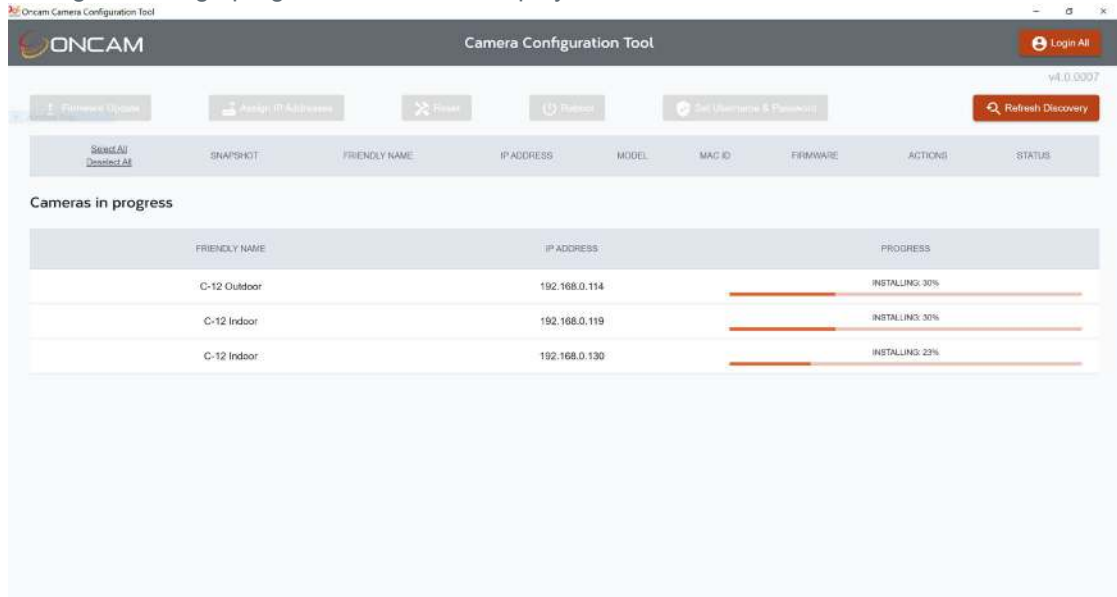 Oncam Camera Configuration Tool
ONCAM
Camera Configuration Tool
Login All
v4.0.0007
Firmware Update
Assign IP Addresses
Reset
Reboot
Set Username & Password
Refresh Discovery
Select All
Deselect All
SNAPSHOT
FRIENDLY NAME
IP ADDRESS
MODEL
MAC ID
FIRMWARE
ACTIONS
STATUS
Cameras in progress
FRIENDLY NAME
IP ADDRESS
PROGRESS
C-12 Outdoor
192.168.0.114
INSTALLING: 30%
C-12 Indoor
192.168.0.119
INSTALLING: 30%
C-12 Indoor
192.168.0.130
INSTALLING: 23%